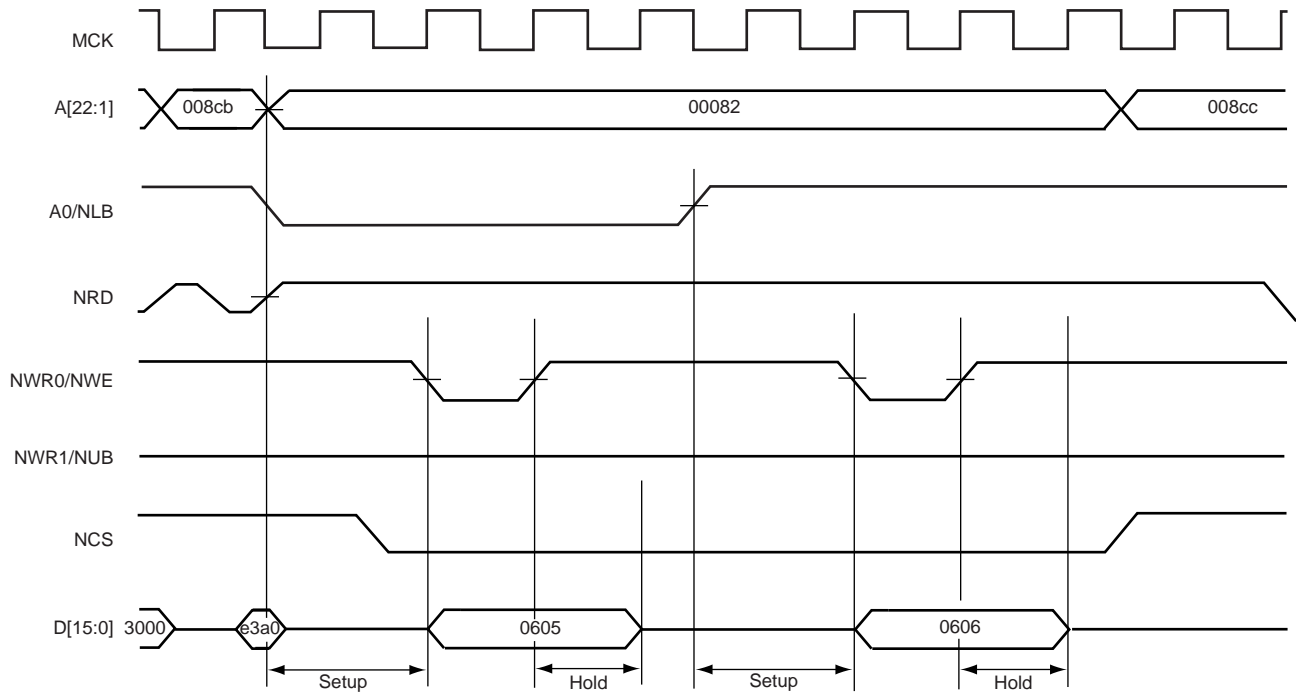 MCK
A[22:1] 008cb 00082 008cc
A0/NLB
NRD
NWR0/NWE
NWR1/NUB
NCS
D[15:0] 3000 e3a0 0605 0606
Setup Hold Setup Hold